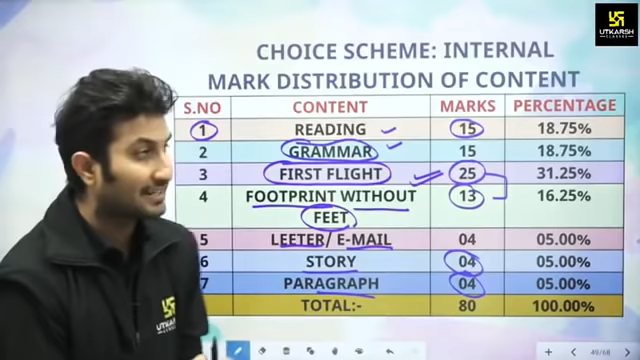 UTKARSH
CLASSES
CHOICE SCHEME: INTERNAL
MARK DISTRIBUTION OF CONTENT
S.NO CONTENT MARKS PERCENTAGE
1 READING 15 18.75%
2 GRAMMAR 15 18.75%
3 FIRST FLIGHT 25 31.25%
4 FOOTPRINT WITHOUT 13 16.25%
FEET
5 LEETER/ E-MAIL 04 05.00%
6 STORY 04 05.00%
7 PARAGRAPH 04 05.00%
TOTAL:- 80 100.00%
UTKARSH
49/68